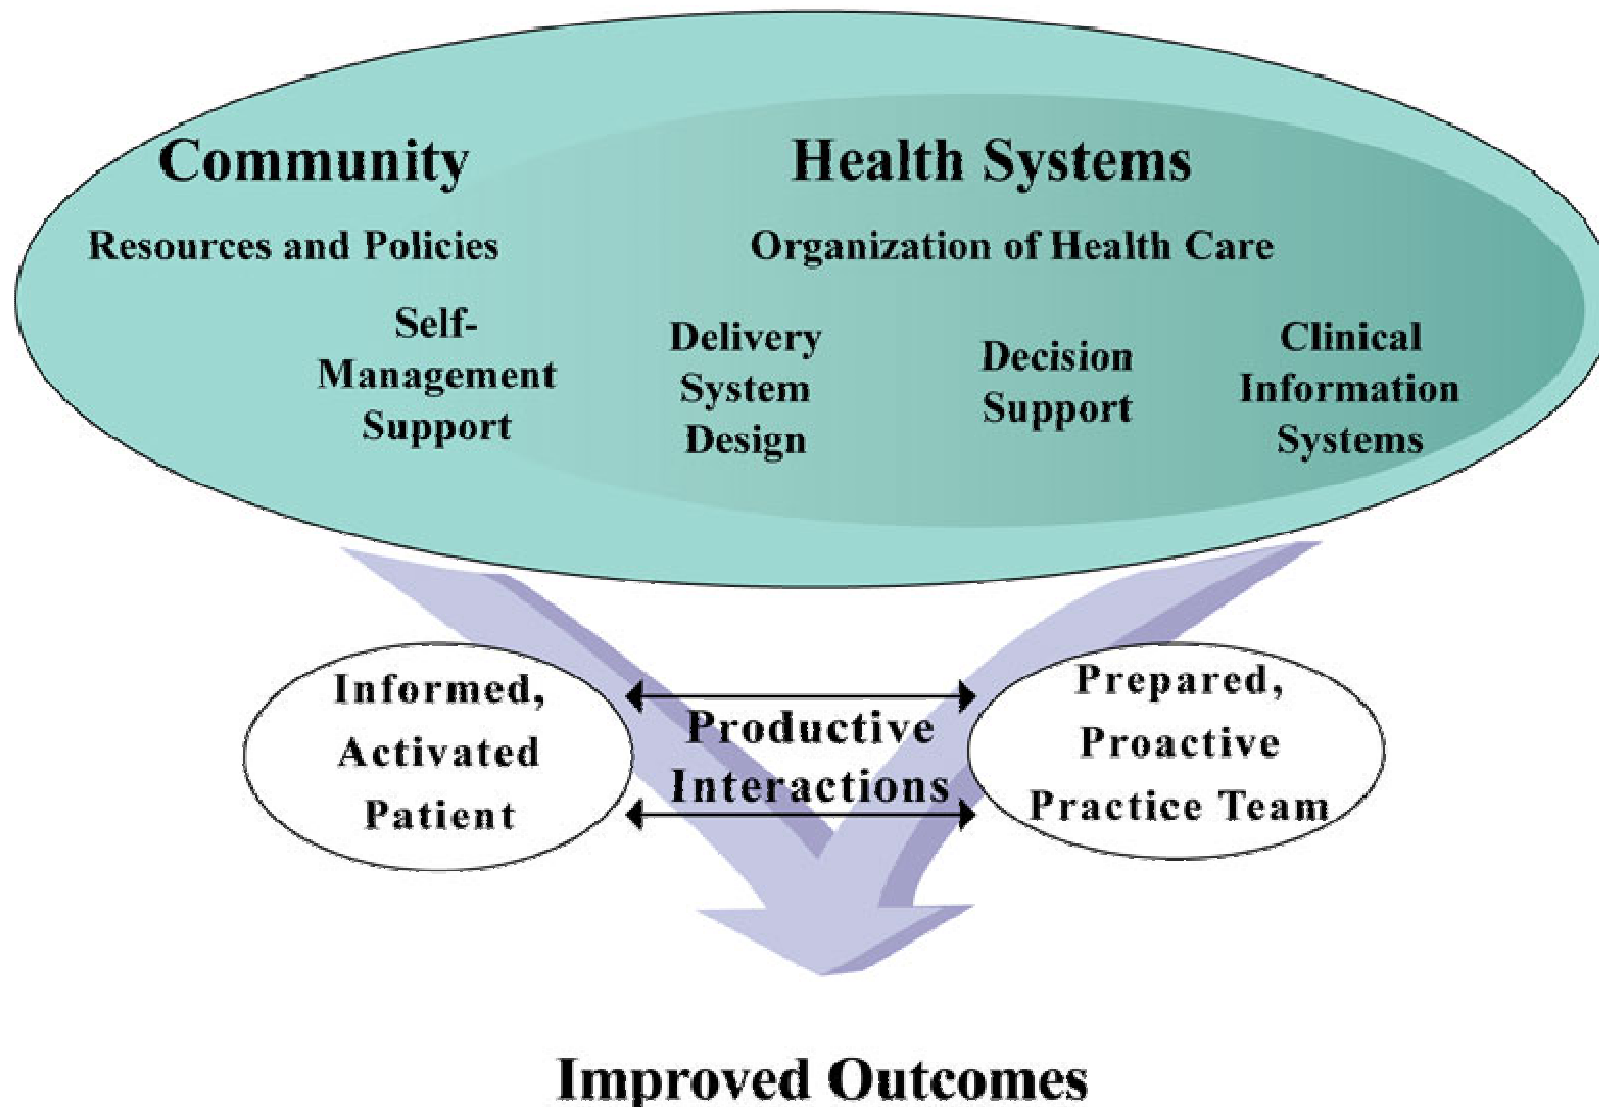 Community
Health Systems
Resources and Policies
Organization of Health Care
Self-
Management
Support
Delivery
System
Design
Decision
Support
Clinical
Information
Systems
Informed,
Activated
Patient
Productive
Interactions
Prepared,
Proactive
Practice Team
Improved Outcomes